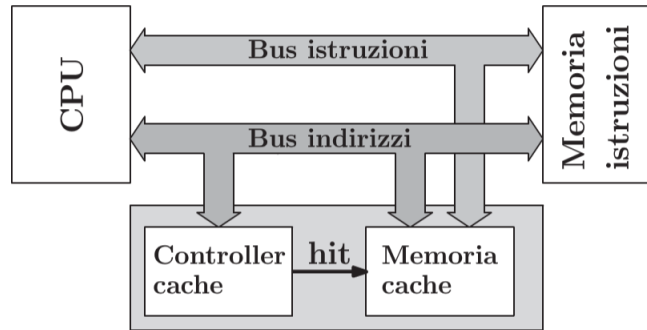 CPU
Bus istruzioni
Bus indirizzi
Memoria
istruzioni
Controller
cache
hit
Memoria
cache